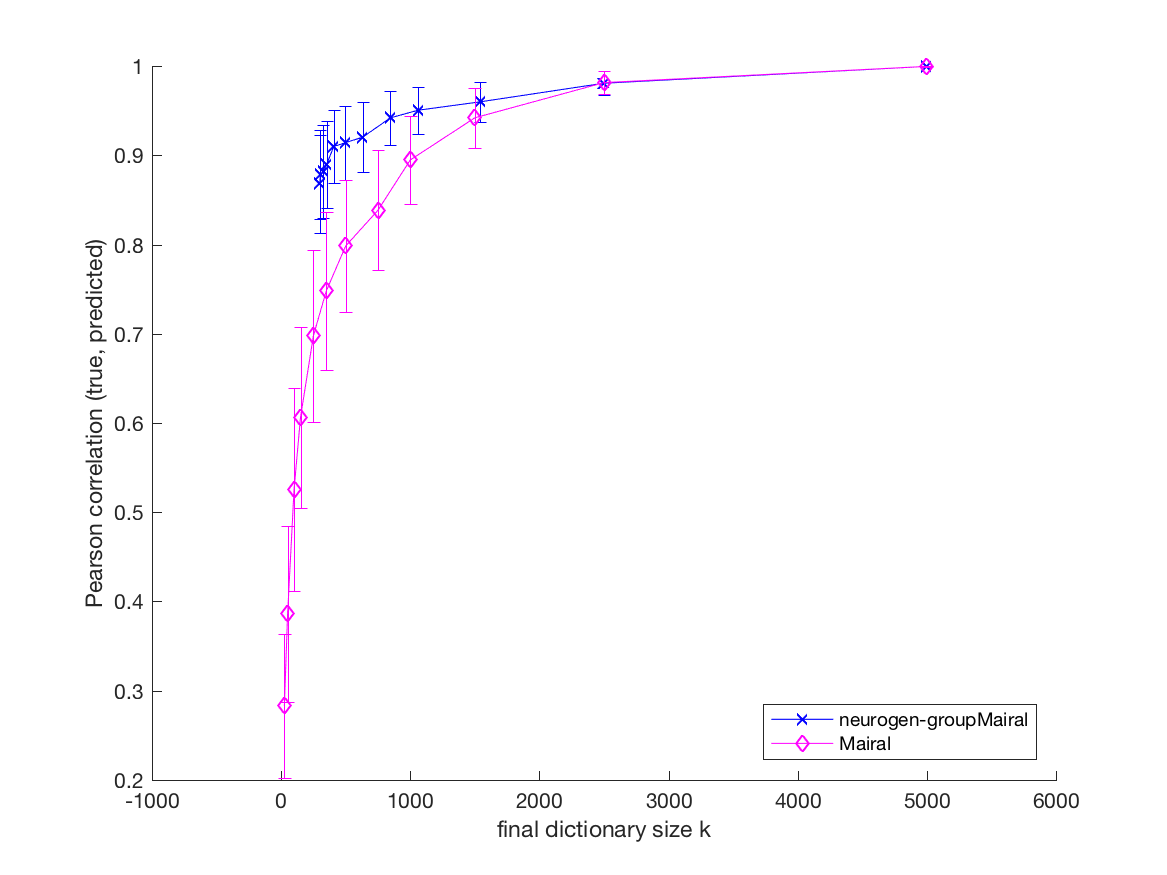 1
0.9
0.8
0.7
0.6
0.5
0.4
0.3
0.2
Pearson correlation (true, predicted)
-1000 0 1000 2000 3000 4000 5000 6000
final dictionary size k
neurogen-groupMairal
Mairal